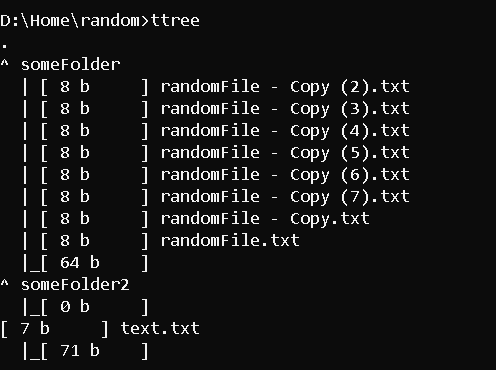 D:\Home\random>ttree
.
^ someFolder
  | [ 8 b     ] randomFile - Copy (2).txt
  | [ 8 b     ] randomFile - Copy (3).txt
  | [ 8 b     ] randomFile - Copy (4).txt
  | [ 8 b     ] randomFile - Copy (5).txt
  | [ 8 b     ] randomFile - Copy (6).txt
  | [ 8 b     ] randomFile - Copy (7).txt
  | [ 8 b     ] randomFile - Copy.txt
  | [ 8 b     ] randomFile.txt
  |_[ 64 b    ]
^ someFolder2
  |_[ 0 b     ]
[ 7 b     ] text.txt
  |_[ 71 b    ]